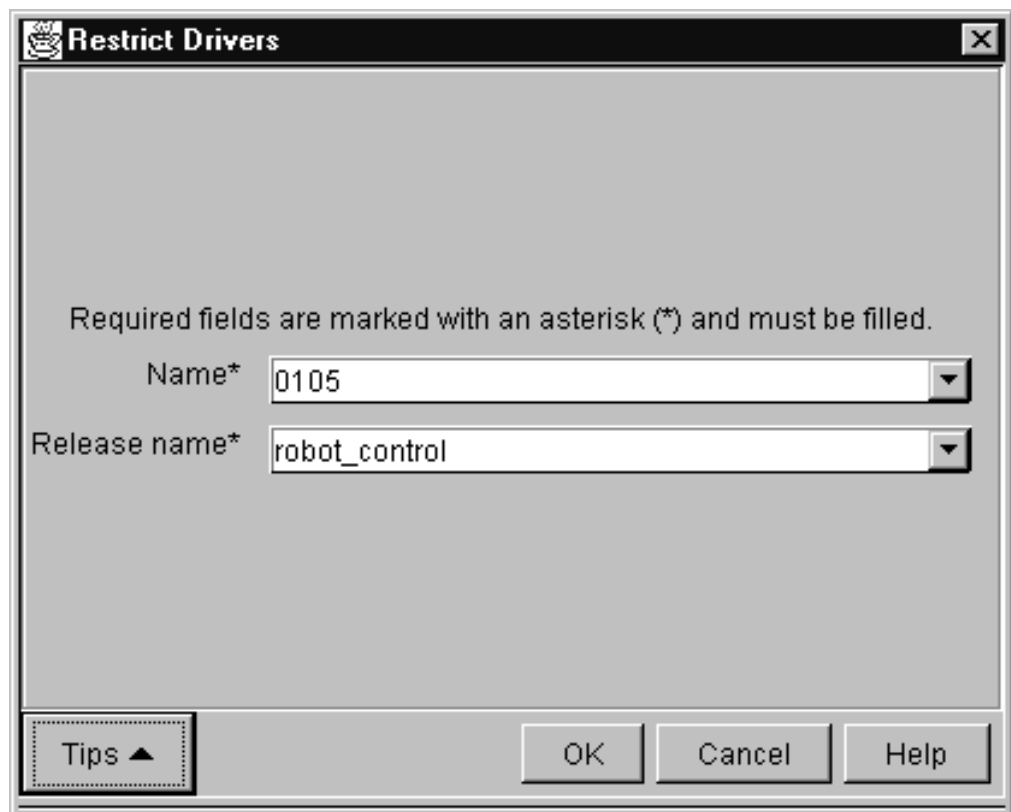 Restrict Drivers
Required fields are marked with an asterisk (*) and must be filled.
Name* 0105
Release name* robot_control
Tips OK Cancel Help